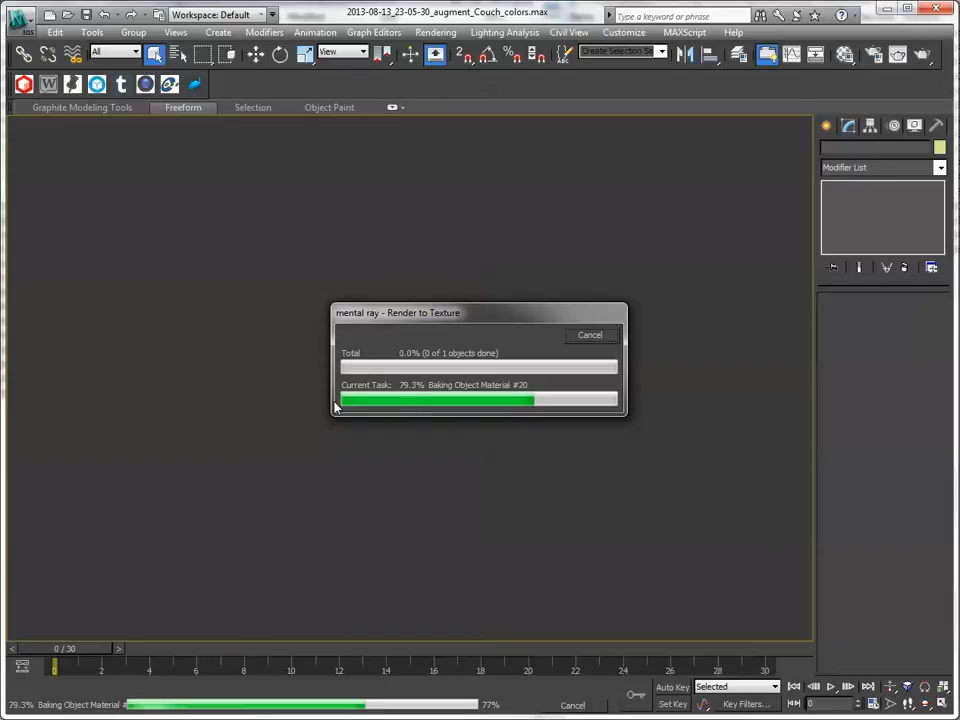 Workspace: Default
2013-08-13_23-05-30_augment_Couch_colors.max
Type a keyword or phrase
Edit Tools Group Views Create Modifiers Animation Graph Editors Rendering Lighting Analysis Civil View Customize MAXScript Help
All View Create Selection Se
Graphite Modeling Tools Freeform Selection Object Paint
Modifier List
mental ray - Render to Texture
Cancel
Total 0.0% (0 of 1 objects done)
Current Task: 79.3% Baking Object Material #20
< 0 / 30 >
0 2 4 6 8 10 12 14 16 18 20 22 24 26 28 30
Auto Key Selected
79.3% Baking Object Material # 77% Cancel Set Key Key Filters... 0